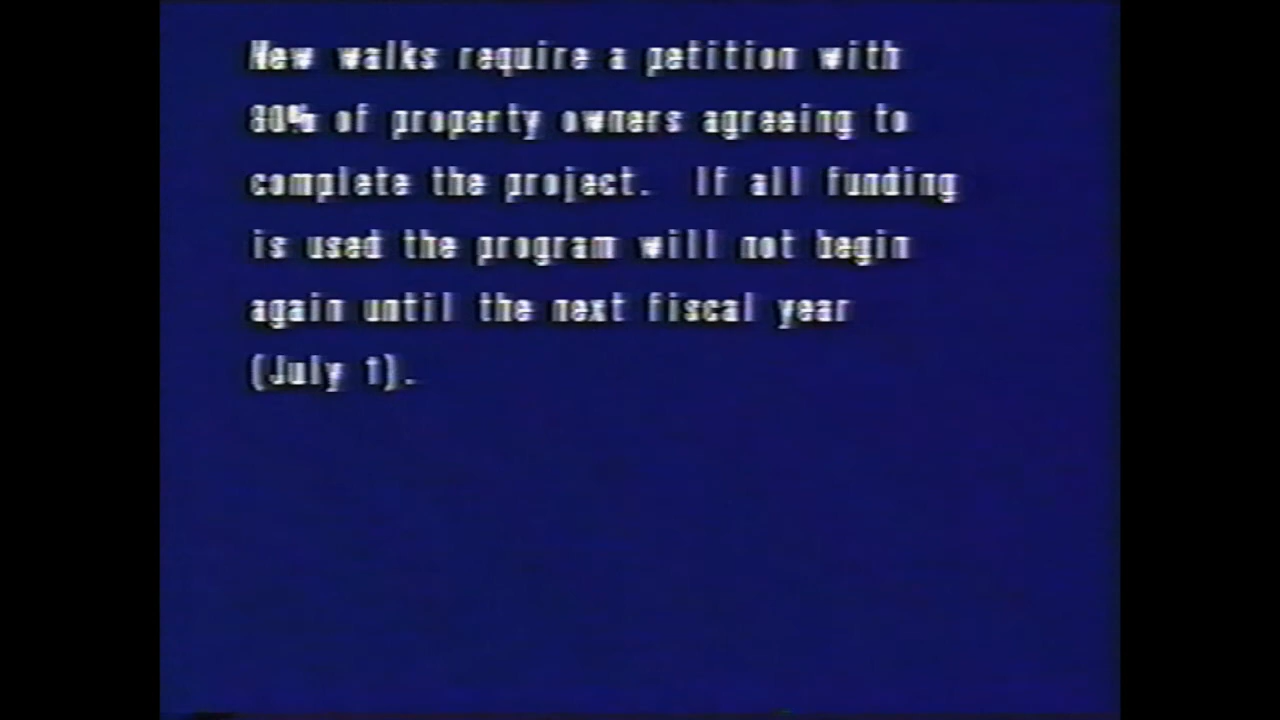 New walks require a petition with
80% of property owners agreeing to
complete the project.  If all funding
is used the program will not begin
again until the next fiscal year
(July 1).